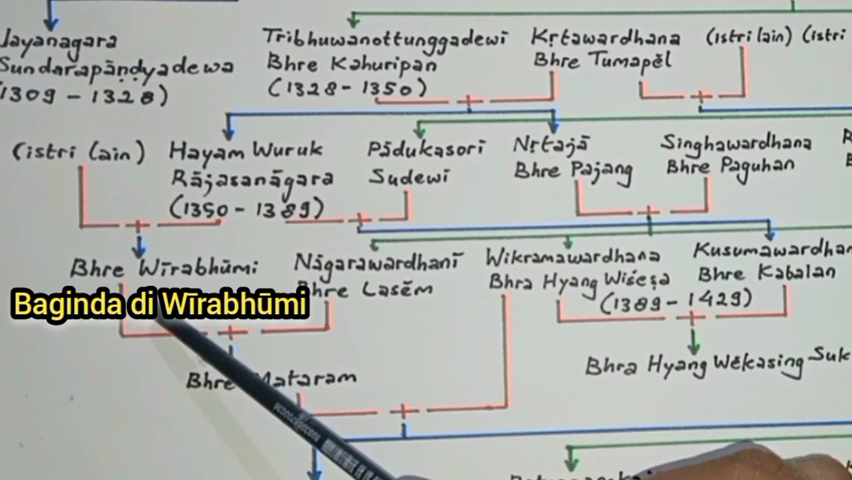 Jayanagara
Sundarapāṇḍyadewa
(1309 - 1328)
Tribhuwanottunggadewi
Bhre Kahuripan
(1328 - 1350)
Kṛtawardhana
Bhre Tumapĕl
(istri lain) (istri
(istri lain)
Hayam Wuruk
Rājasanāgara
(1350 - 1389)
Pādukasori
Sudewi
Nṛtajā
Bhre Pajang
Singhawardhana
Bhre Paguhan
Bhre Wīrabhūmi
Nāgarawardhanī
Bhre Lasĕm
Wikramawardhana
Bhra Hyang Wiśeṣa
(1389 - 1429)
Kusumawardhan
Bhre Kabalan
Baginda di Wīrabhūmi
Bhre Mataram
Bhra Hyang Wĕkasing Suk